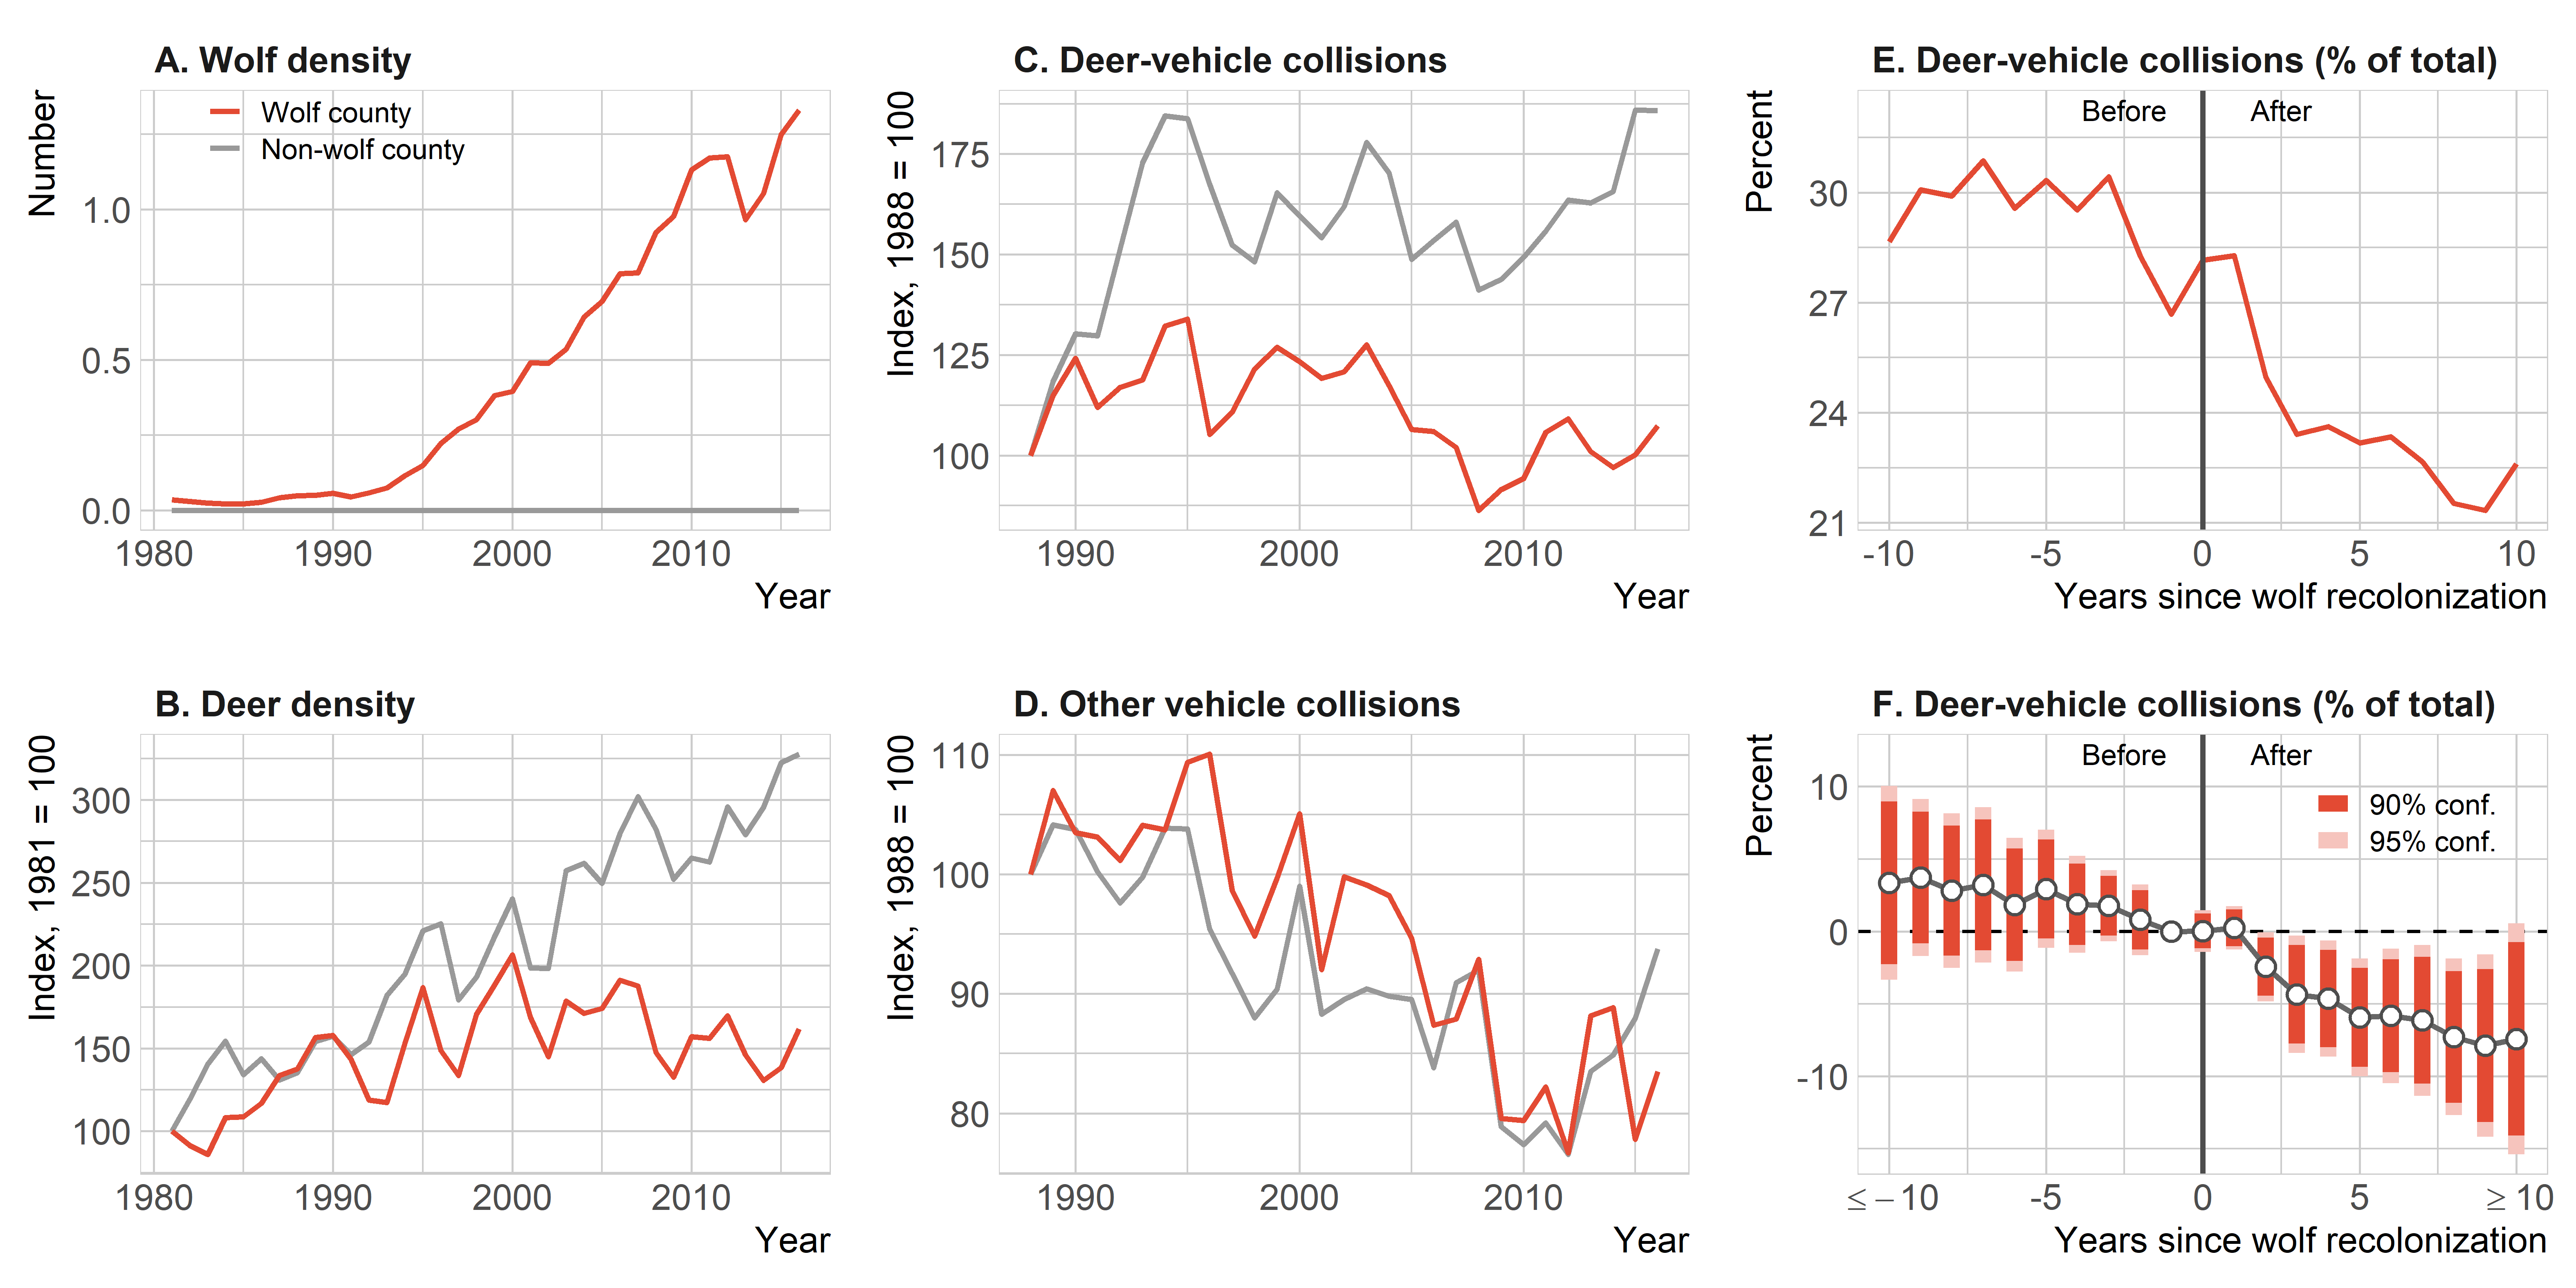 A. Wolf density
Number
Wolf county
Non-wolf county
1.0
0.5
0.0
1980 1990 2000 2010
Year
C. Deer-vehicle collisions
Index, 1988 = 100
175
150
125
100
1990 2000 2010
Year
E. Deer-vehicle collisions (% of total)
Percent
Before After
30
27
24
21
-10 -5 0 5 10
Years since wolf recolonization
B. Deer density
Index, 1981 = 100
300
250
200
150
100
1980 1990 2000 2010
Year
D. Other vehicle collisions
Index, 1988 = 100
110
100
90
80
1990 2000 2010
Year
F. Deer-vehicle collisions (% of total)
Percent
Before After
90% conf.
95% conf.
10
0
-10
≤ − 10 -5 0 5 ≥ 10
Years since wolf recolonization